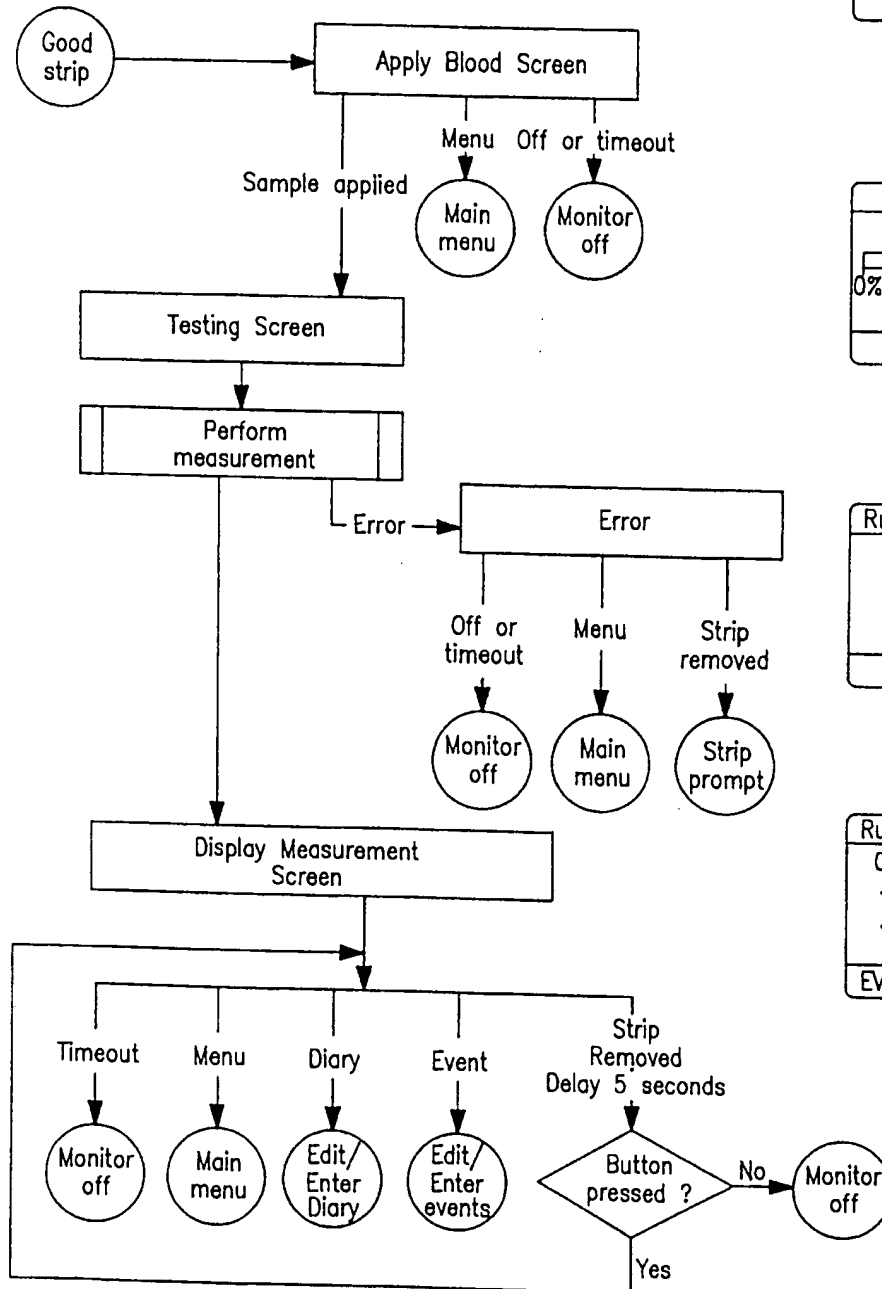 Good
strip
Apply Blood Screen
Menu
Off or timeout
Sample applied
Main
menu
Monitor
off
0%
Testing Screen
Perform
measurement
Error
Error
Off or
timeout
Menu
Strip
removed
Monitor
off
Main
menu
Strip
prompt
Display Measurement
Screen
Timeout
Menu
Diary
Event
Strip
Removed
Delay 5 seconds
Monitor
off
Main
menu
Edit/
Enter
Diary
Edit/
Enter
events
Button
pressed ?
No
Monitor
off
Yes